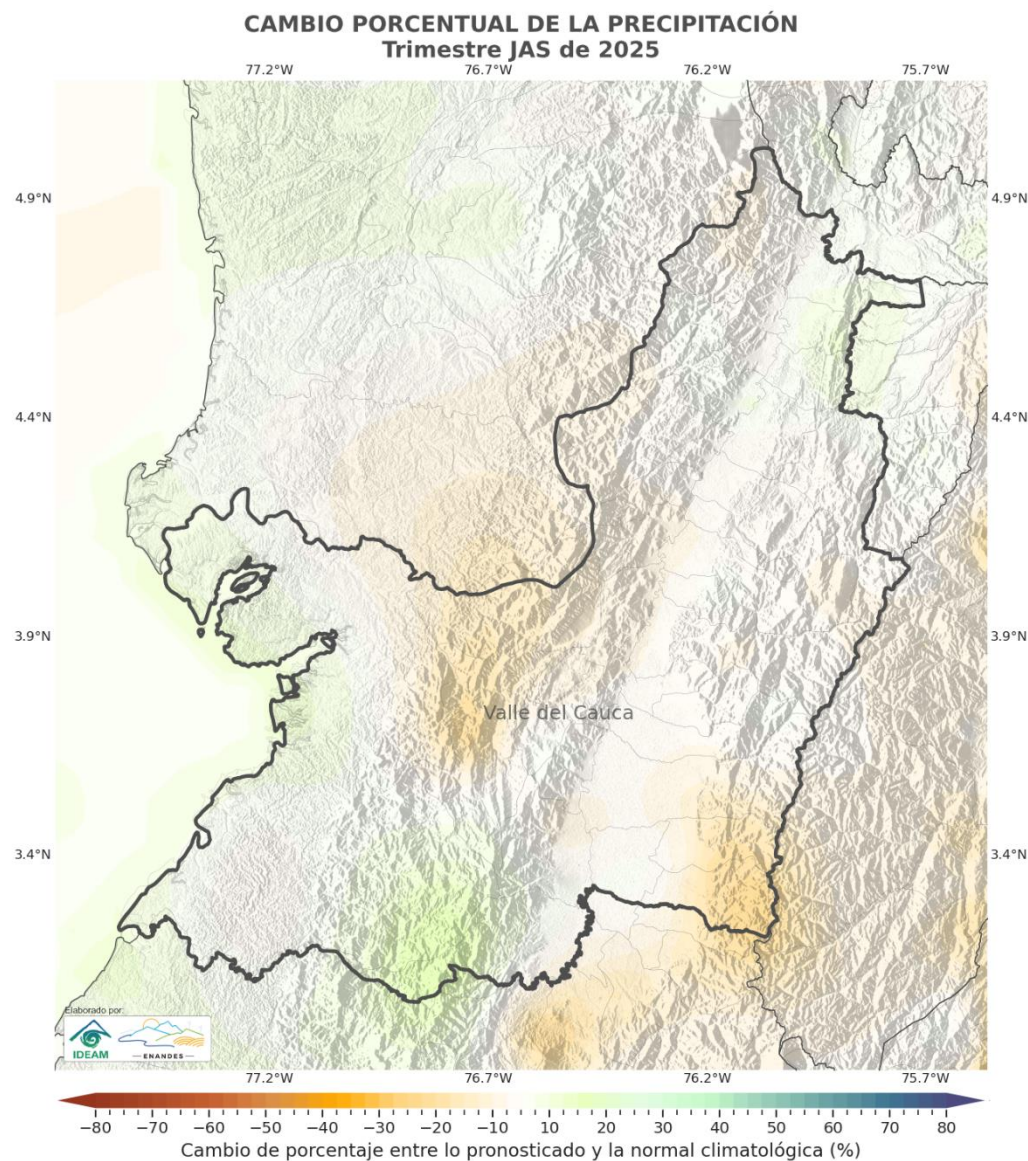 CAMBIO PORCENTUAL DE LA PRECIPITACIÓN
Trimestre JAS de 2025
77.2°W 76.7°W 76.2°W 75.7°W
4.9°N 4.9°N
4.4°N 4.4°N
3.9°N 3.9°N
Valle del Cauca
3.4°N 3.4°N
Elaborado por:
IDEAM
— ENANDES —
77.2°W 76.7°W 76.2°W 75.7°W
−80 −70 −60 −50 −40 −30 −20 −10 10 20 30 40 50 60 70 80
Cambio de porcentaje entre lo pronosticado y la normal climatológica (%)